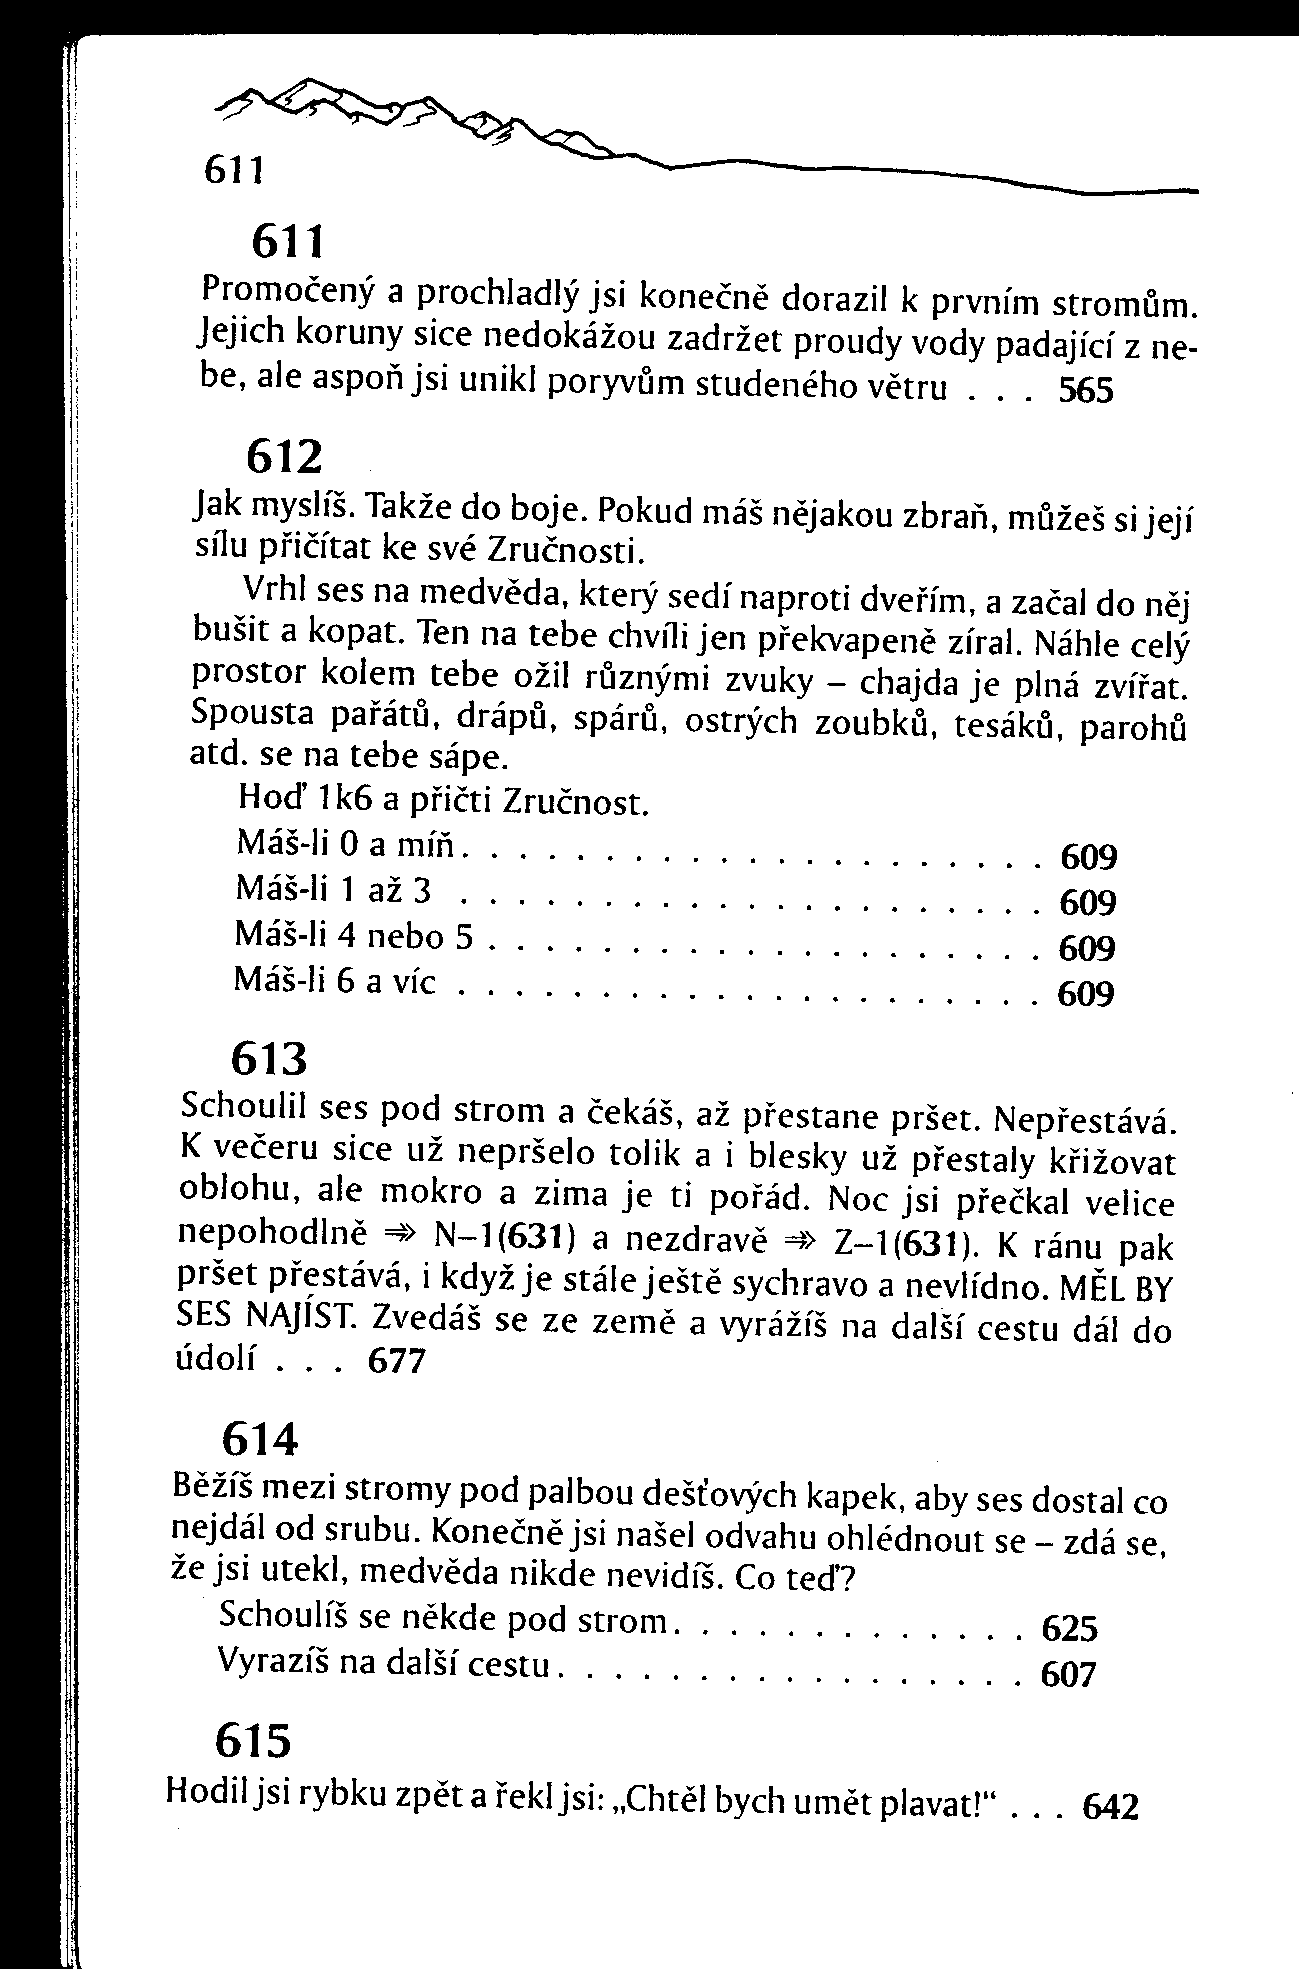 611
611
Promočený a prochladlý jsi konečně dorazil k prvním stromům.
Jejich koruny sice nedokážou zadržet proudy vody padající z ne-
be, ale aspoň jsi unikl poryvům studeného větru . . . 565
612
Jak myslíš. Takže do boje. Pokud máš nějakou zbraň, můžeš si její
sílu přičítat ke své Zručnosti.
Vrhl ses na medvěda, který sedí naproti dveřím, a začal do něj
bušit a kopat. Ten na tebe chvíli jen překvapeně zíral. Náhle celý
prostor kolem tebe ožil různými zvuky – chajda je plná zvířat.
Spousta pařátů, drápů, spárů, ostrých zoubků, tesáků, parohů
atd. se na tebe sápe.
Hoď 1k6 a přičti Zručnost.
Máš-li 0 a míň. . . . . . . . . . . . . . . . . . . . . 609
Máš-li 1 až 3 . . . . . . . . . . . . . . . . . . . . . 609
Máš-li 4 nebo 5 . . . . . . . . . . . . . . . . . . . . 609
Máš-li 6 a víc . . . . . . . . . . . . . . . . . . . . . 609
613
Schoulil ses pod strom a čekáš, až přestane pršet. Nepřestává.
K večeru sice už nepršelo tolik a i blesky už přestaly křižovat
oblohu, ale mokro a zima je ti pořád. Noc jsi přečkal velice
nepohodlně ⇒ N–1(631) a nezdravě ⇒ Z–1(631). K ránu pak
pršet přestává, i když je stále ještě sychravo a nevlídno. MĚL BY
SES NAJÍST. Zvedáš se ze země a vyrážíš na další cestu dál do
údolí . . . 677
614
Běžíš mezi stromy pod palbou dešťových kapek, aby ses dostal co
nejdál od srubu. Konečně jsi našel odvahu ohlédnout se – zdá se,
že jsi utekl, medvěda nikde nevidíš. Co teď?
Schoulíš se někde pod strom. . . . . . . . . . . . . 625
Vyrazíš na další cestu. . . . . . . . . . . . . . . . . 607
615
Hodil jsi rybku zpět a řekl jsi: „Chtěl bych umět plavat!“ . . . 642